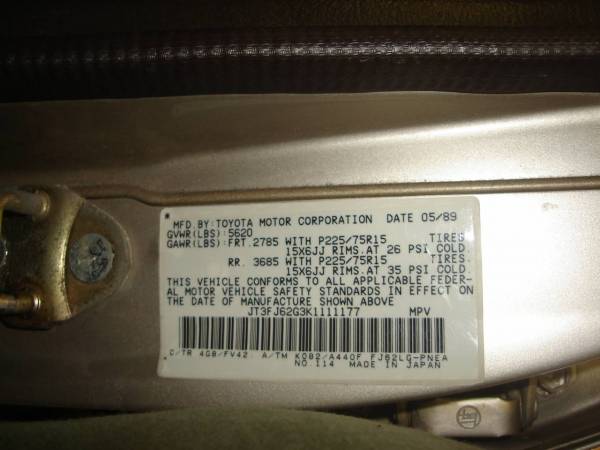 MFD.BY:TOYOTA MOTOR CORPORATION DATE 05/89
GVWR(LBS):5620
GAWR(LBS):FRT.2785 WITH P225/75R15 TIRES,
15X6JJ RIMS.AT 26 PSI COLD.
RR. 3685 WITH P225/75R15 TIRES.
15X6JJ RIMS.AT 35 PSI COLD.
THIS VEHICLE CONFORMS TO ALL APPLICABLE FEDER-
AL MOTOR VEHICLE SAFETY STANDARDS IN EFFECT ON
THE DATE OF MANUFACTURE SHOWN ABOVE
JT3FJ62G3K1111177 MPV
C/TR 4G8/FV42 A/TM K082/A440F FJ62LG-PNEA
NO.114 MADE IN JAPAN